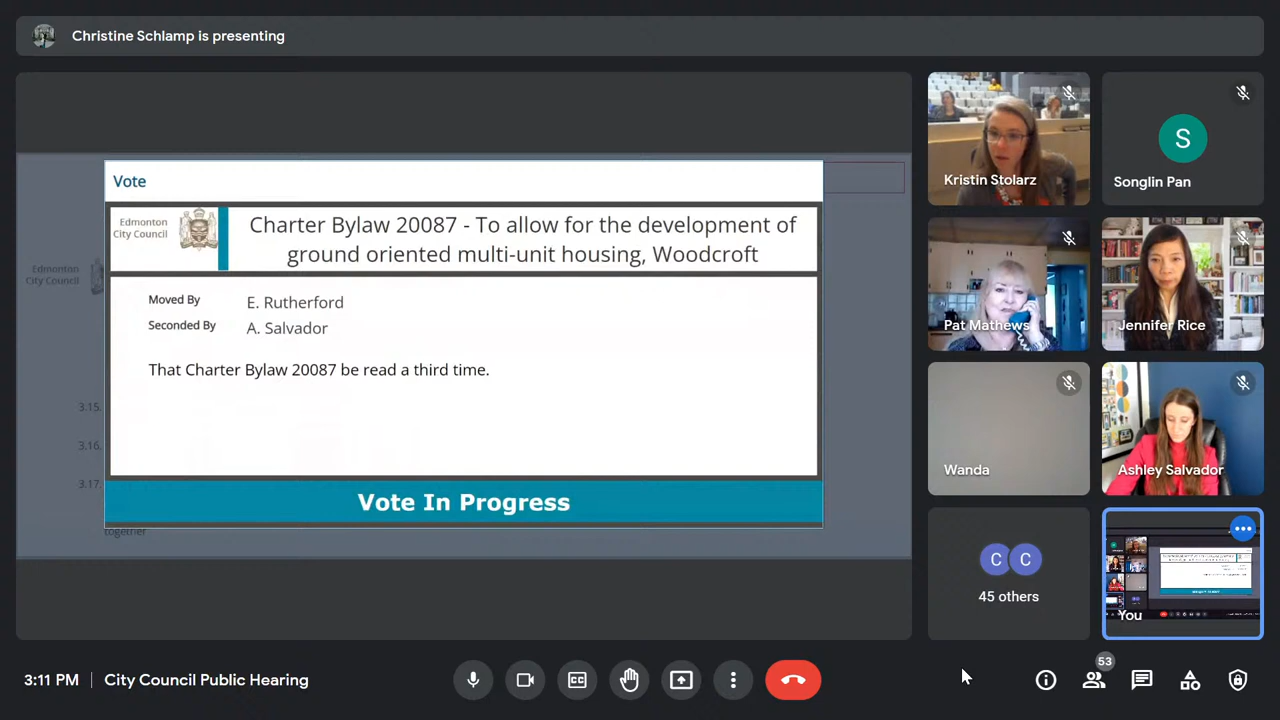 Christine Schlamp is presenting
Vote
Edmonton
City Council
Charter Bylaw 20087 - To allow for the development of
ground oriented multi-unit housing, Woodcroft
Moved By E. Rutherford
Seconded By A. Salvador
That Charter Bylaw 20087 be read a third time.
Vote In Progress
Edmonton
City Council
3.15.
3.16.
3.17.
together
Kristin Stolarz
S
Songlin Pan
Pat Mathews
Jennifer Rice
Wanda
Ashley Salvador
C C
45 others
You
3:11 PM
City Council Public Hearing
CC
53